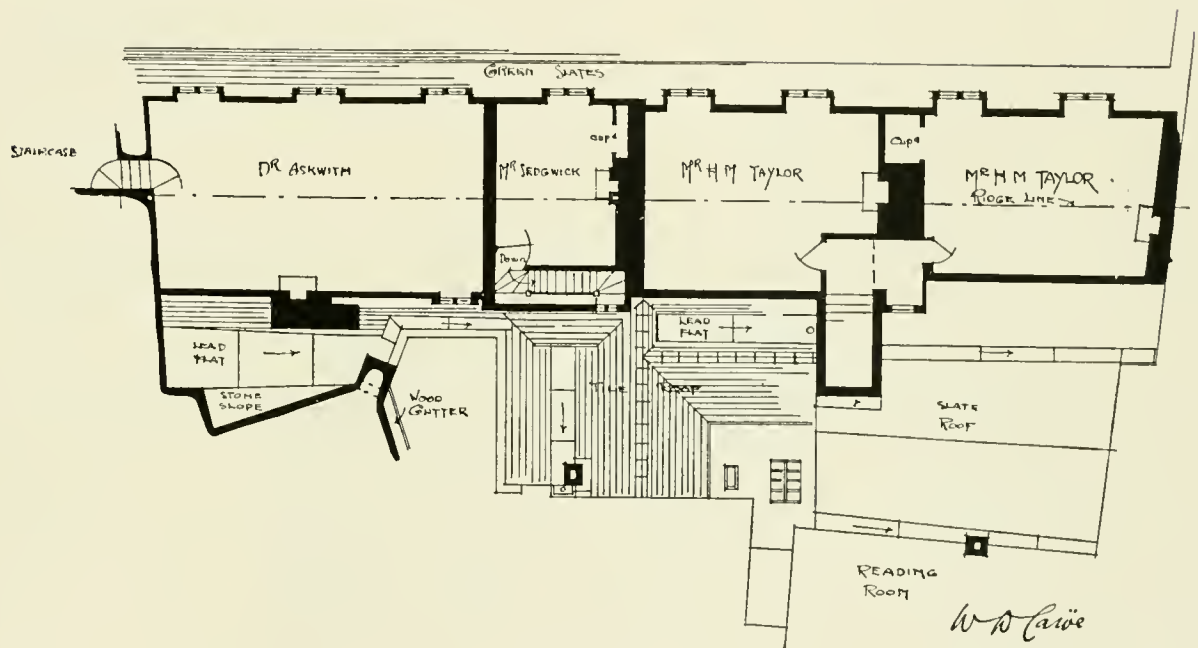 GREEN SLATES
STAIRCASE
DR ASKWITH
MR SEDGWICK
CUPD
MR H M TAYLOR
CUPD
MR H M TAYLOR
RIDGE LINE
DOWN
LEAD
FLAT
STONE
SLOPE
WOOD
GUTTER
TILE ROOF
LEAD
FLAT
SLATE
ROOF
READING
ROOM
W D Caröe